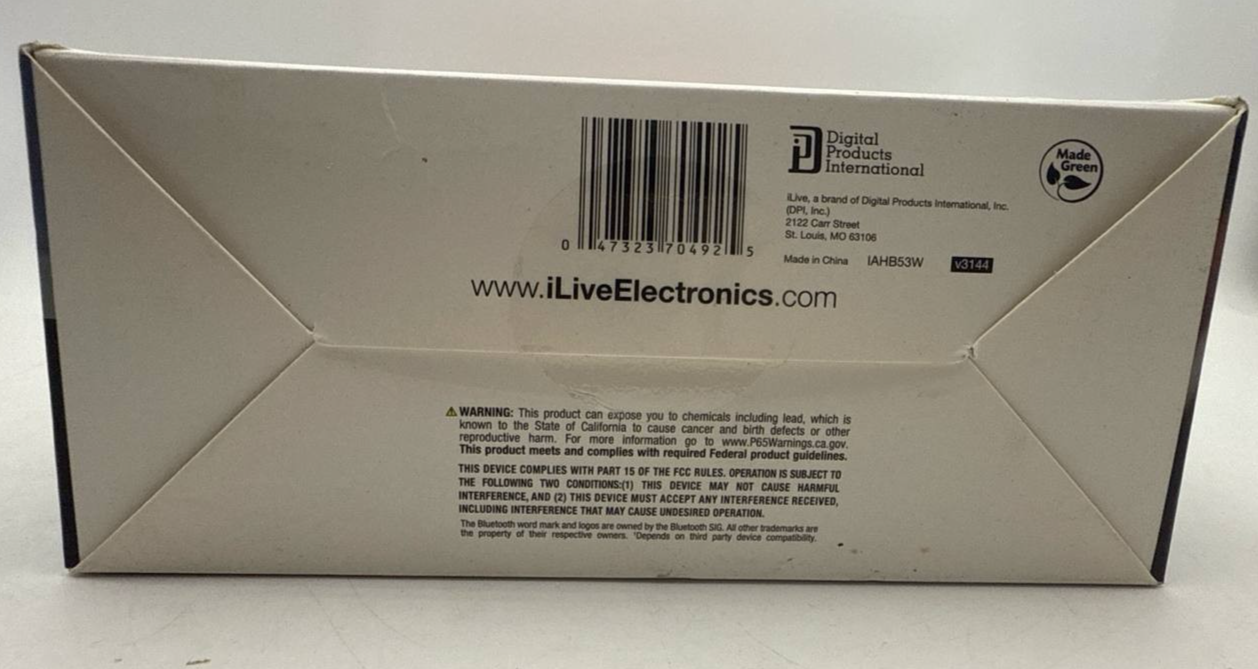 Digital
Products
International
Made
Green
iLive, a brand of Digital Products International, Inc.
(DPI, Inc.)
2122 Carr Street
St. Louis, MO 63106
0 47323 70492 5
Made in China IAHB53W v3144
www.iLiveElectronics.com
⚠ WARNING: This product can expose you to chemicals including lead, which is
known to the State of California to cause cancer and birth defects or other
reproductive harm. For more information go to www.P65Warnings.ca.gov.
This product meets and complies with required Federal product guidelines.
THIS DEVICE COMPLIES WITH PART 15 OF THE FCC RULES. OPERATION IS SUBJECT TO
THE FOLLOWING TWO CONDITIONS:(1) THIS DEVICE MAY NOT CAUSE HARMFUL
INTERFERENCE, AND (2) THIS DEVICE MUST ACCEPT ANY INTERFERENCE RECEIVED,
INCLUDING INTERFERENCE THAT MAY CAUSE UNDESIRED OPERATION.
The Bluetooth word mark and logos are owned by the Bluetooth SIG. All other trademarks are
the property of their respective owners. ¹Depends on third party device compatibility.